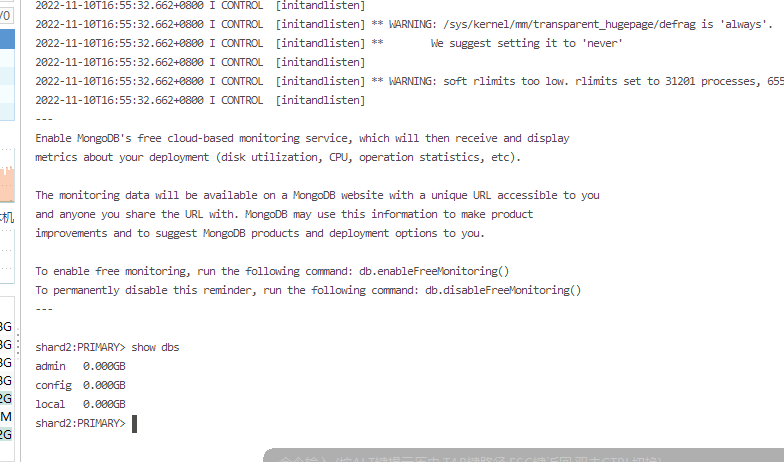 2022-11-10T16:55:32.662+0800 I CONTROL  [initandlisten]
2022-11-10T16:55:32.662+0800 I CONTROL  [initandlisten] ** WARNING: /sys/kernel/mm/transparent_hugepage/defrag is 'always'.
2022-11-10T16:55:32.662+0800 I CONTROL  [initandlisten] **        We suggest setting it to 'never'
2022-11-10T16:55:32.662+0800 I CONTROL  [initandlisten]
2022-11-10T16:55:32.662+0800 I CONTROL  [initandlisten] ** WARNING: soft rlimits too low. rlimits set to 31201 processes, 655
2022-11-10T16:55:32.662+0800 I CONTROL  [initandlisten]
---
Enable MongoDB's free cloud-based monitoring service, which will then receive and display
metrics about your deployment (disk utilization, CPU, operation statistics, etc).
The monitoring data will be available on a MongoDB website with a unique URL accessible to you
and anyone you share the URL with. MongoDB may use this information to make product
improvements and to suggest MongoDB products and deployment options to you.
To enable free monitoring, run the following command: db.enableFreeMonitoring()
To permanently disable this reminder, run the following command: db.disableFreeMonitoring()
---
shard2:PRIMARY> show dbs
admin   0.000GB
config  0.000GB
local   0.000GB
shard2:PRIMARY>